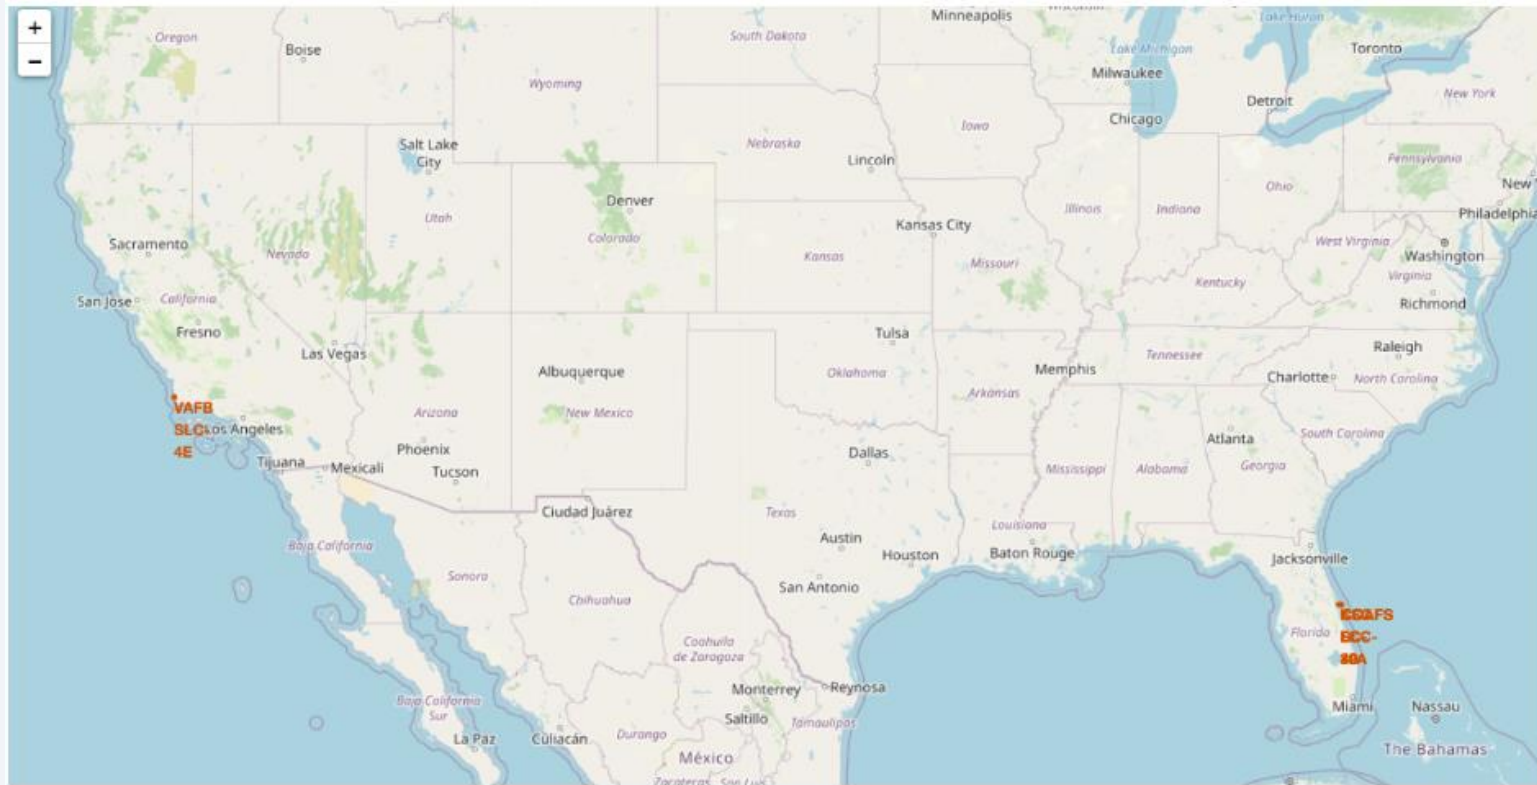 +
−
Oregon
Boise
Wyoming
South Dakota
Minneapolis
Lake Michigan
Lake Huron
Toronto
Milwaukee
Detroit
New York
Chicago
Iowa
Nebraska
Lincoln
Salt Lake
City
Utah
Denver
Colorado
Illinois
Indiana
Ohio
Pennsylvania
New
Philadelphia
Kansas City
Kansas
Missouri
Sacramento
Nevada
West Virginia
Washington
Virginia
Kentucky
Richmond
San Jose
California
Fresno
Las Vegas
Tulsa
Raleigh
Tennessee
Albuquerque
Oklahoma
Memphis
Charlotte
North Carolina
Arkansas
VAFB
SLC-
4E
Los Angeles
Arizona
New Mexico
Phoenix
Tucson
Dallas
Atlanta
South Carolina
Mississippi
Alabama
Georgia
Tijuana
Mexicali
Ciudad Juárez
Texas
Louisiana
Austin
Houston
Baton Rouge
Jacksonville
Baja California
Sonora
San Antonio
Chihuahua
Florida
Coahuila
de Zaragoza
Monterrey
Reynosa
Saltillo
Tamaulipas
Miami
Nassau
Baja California
Sur
La Paz
Culiacán
Durango
México
The Bahamas
Zacatecas
San Luis